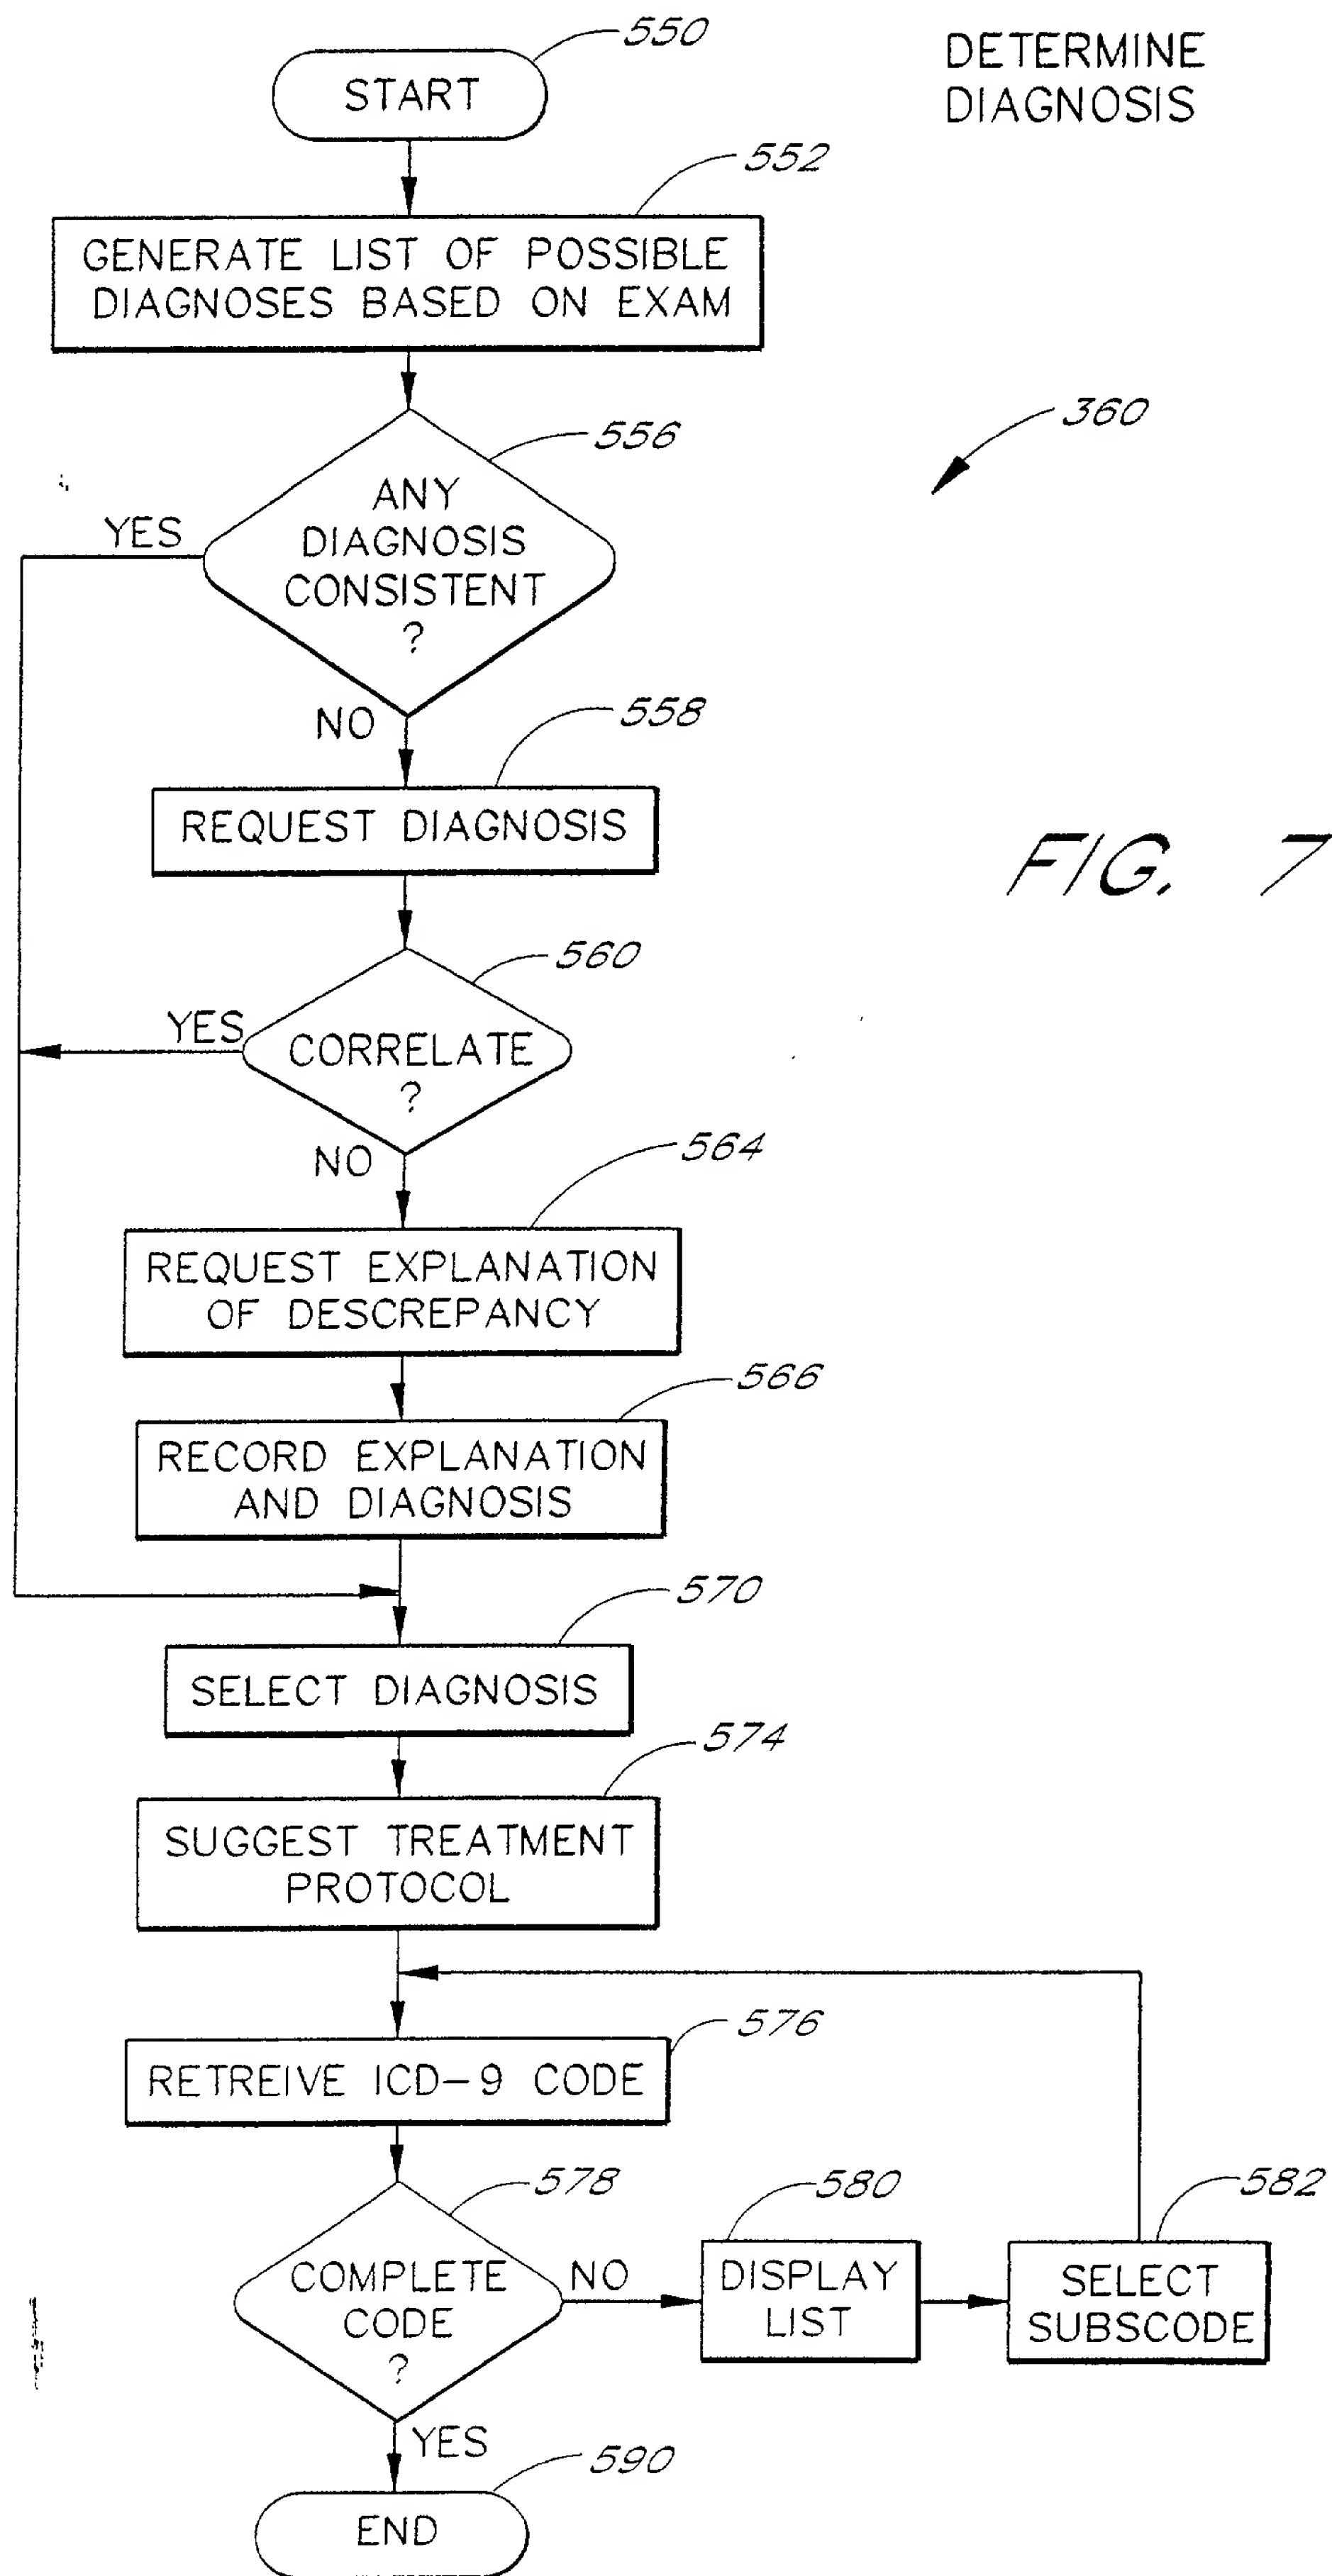 DETERMINE
DIAGNOSIS
550
START
552
GENERATE LIST OF POSSIBLE
DIAGNOSES BASED ON EXAM
360
556
ANY
DIAGNOSIS
CONSISTENT
?
YES
NO
558
REQUEST DIAGNOSIS
FIG. 7
560
CORRELATE
?
YES
NO
564
REQUEST EXPLANATION
OF DESCREPANCY
566
RECORD EXPLANATION
AND DIAGNOSIS
570
SELECT DIAGNOSIS
574
SUGGEST TREATMENT
PROTOCOL
576
RETREIVE ICD-9 CODE
578
COMPLETE
CODE
?
NO
580
DISPLAY
LIST
582
SELECT
SUBSCODE
YES
590
END